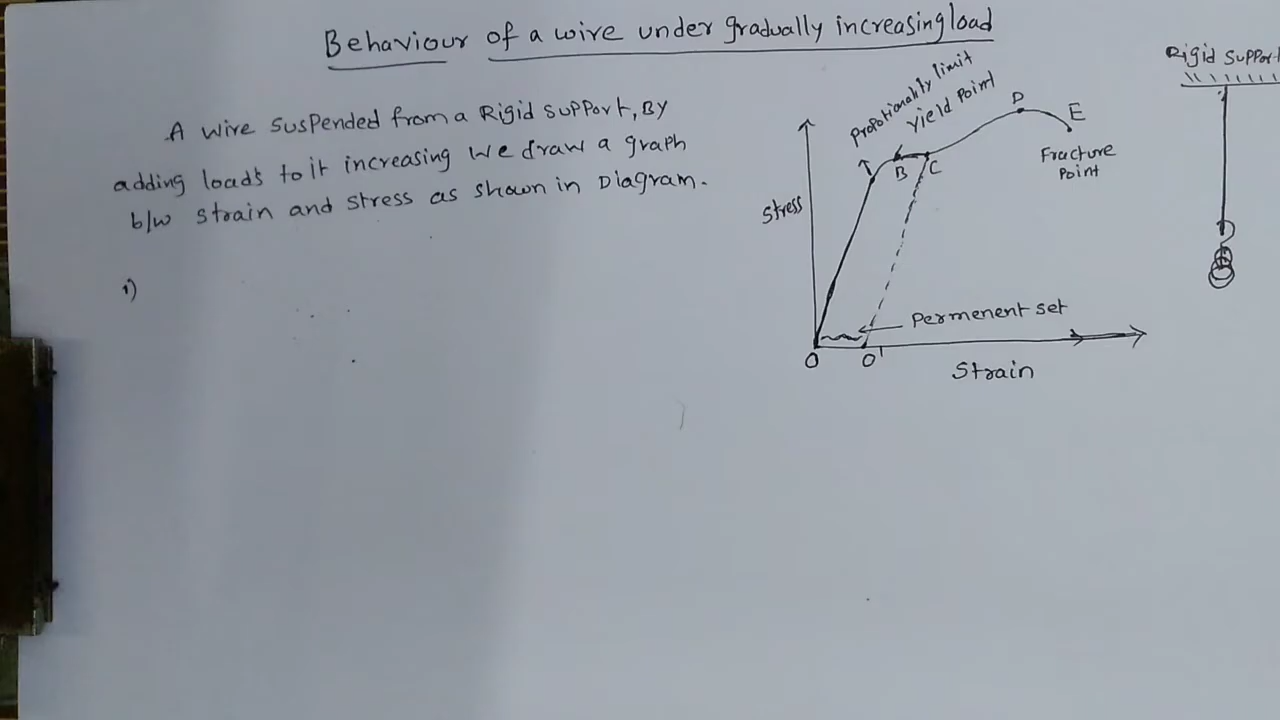 Behaviour of a wire under gradually increasing load
A wire suspended from a Rigid support, By
adding loads to it increasing we draw a graph
b/w strain and stress as shown in Diagram.
1)
Rigid support
Propotionality limit
yield point
D
E
B
C
Fracture
point
stress
Permenent set
O
O'
Strain